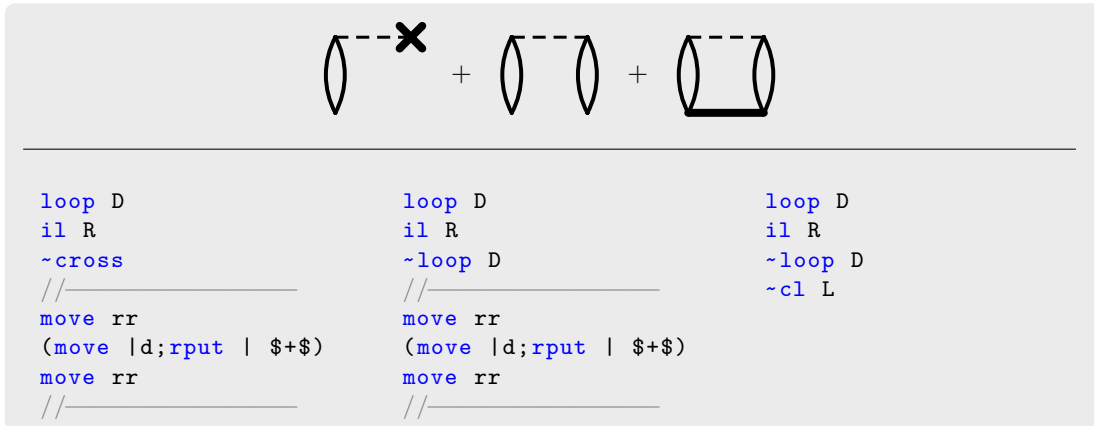 + +
loop D
il R
~cross
//
move rr
(move |d;rput | $+$)
move rr
//
loop D
il R
~loop D
//
move rr
(move |d;rput | $+$)
move rr
//
loop D
il R
~loop D
~cl L